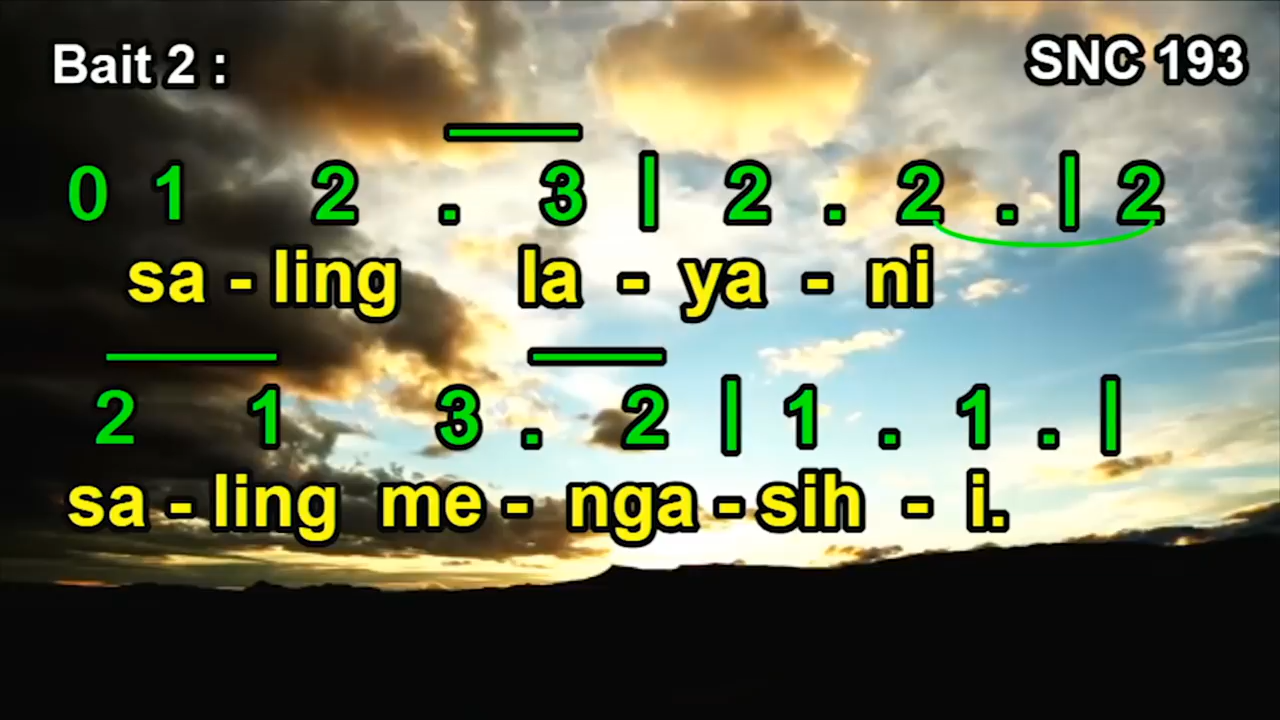 Bait 2 : SNC 193
0 1 2 . 3 | 2 . 2 . | 2
sa - ling la - ya - ni
2 1 3 . 2 | 1 . 1 . |
sa - ling me - nga - sih - i.